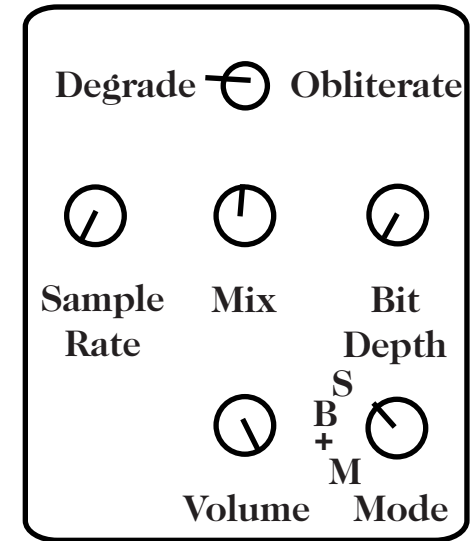 Degrade Obliterate
Sample Mix Bit
Rate Depth
S
B
+
M
Volume Mode